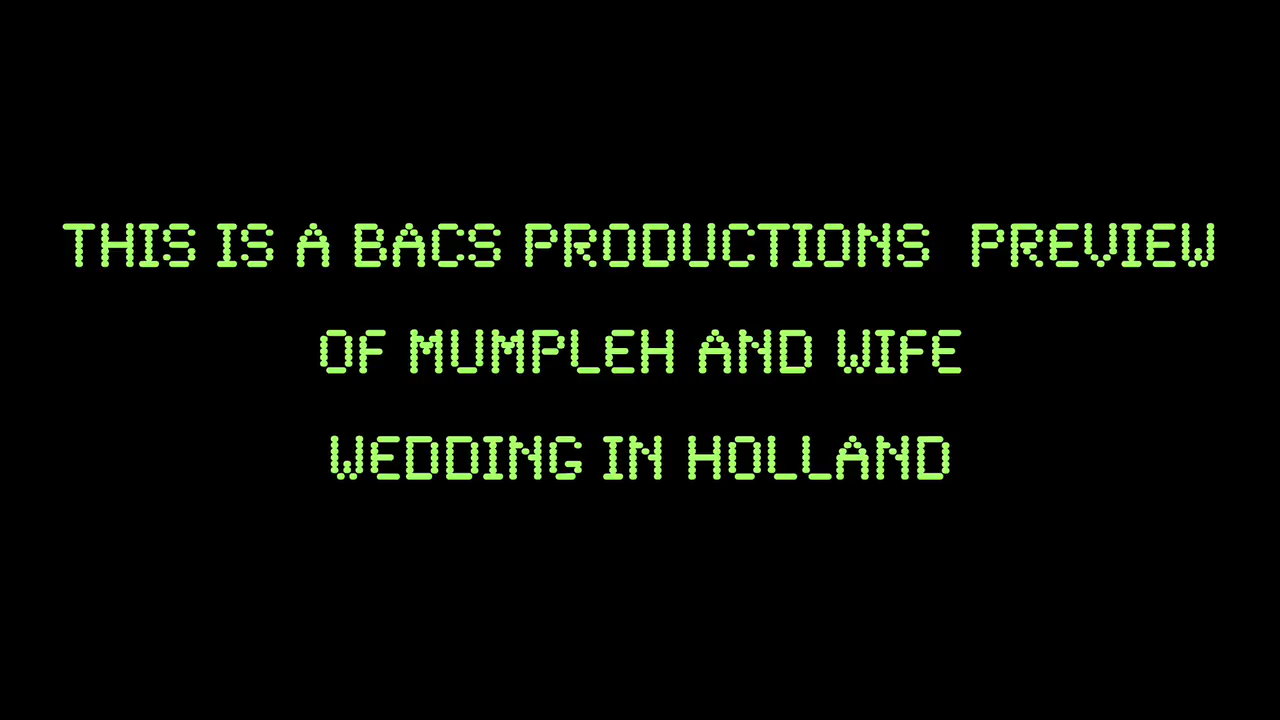 THIS IS A BACS PRODUCTIONS  PREVIEW
OF MUMPLEH AND WIFE
WEDDING IN HOLLAND